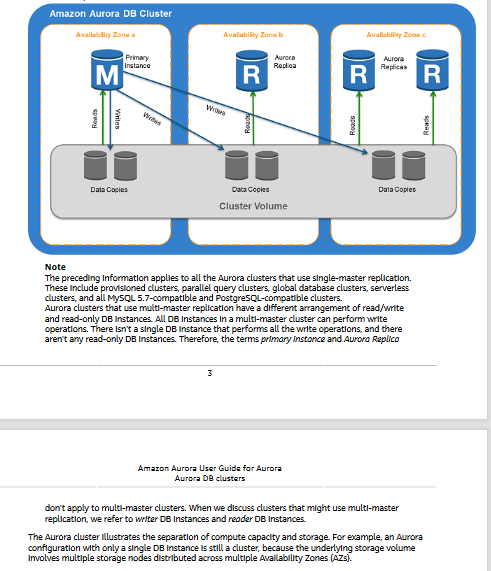 Amazon Aurora DB Cluster
Availability Zone a
Availability Zone b
Availability Zone c
M
Primary
Instance
R
Aurora
Replica
R
Aurora
Replicas
R
Reads
Writes
Writes
Writes
Reads
Reads
Reads
Data Copies
Data Copies
Data Copies
Cluster Volume
Note
The preceding information applies to all the Aurora clusters that use single-master replication.
These include provisioned clusters, parallel query clusters, global database clusters, serverless
clusters, and all MySQL 5.7-compatible and PostgreSQL-compatible clusters.
Aurora clusters that use multi-master replication have a different arrangement of read/write
and read-only DB instances. All DB instances in a multi-master cluster can perform write
operations. There isn't a single DB instance that performs all the write operations, and there
aren't any read-only DB instances. Therefore, the terms primary instance and Aurora Replica
3
Amazon Aurora User Guide for Aurora
Aurora DB clusters
don't apply to multi-master clusters. When we discuss clusters that might use multi-master
replication, we refer to writer DB instances and reader DB instances.
The Aurora cluster illustrates the separation of compute capacity and storage. For example, an Aurora
configuration with only a single DB instance is still a cluster, because the underlying storage volume
involves multiple storage nodes distributed across multiple Availability Zones (AZs).